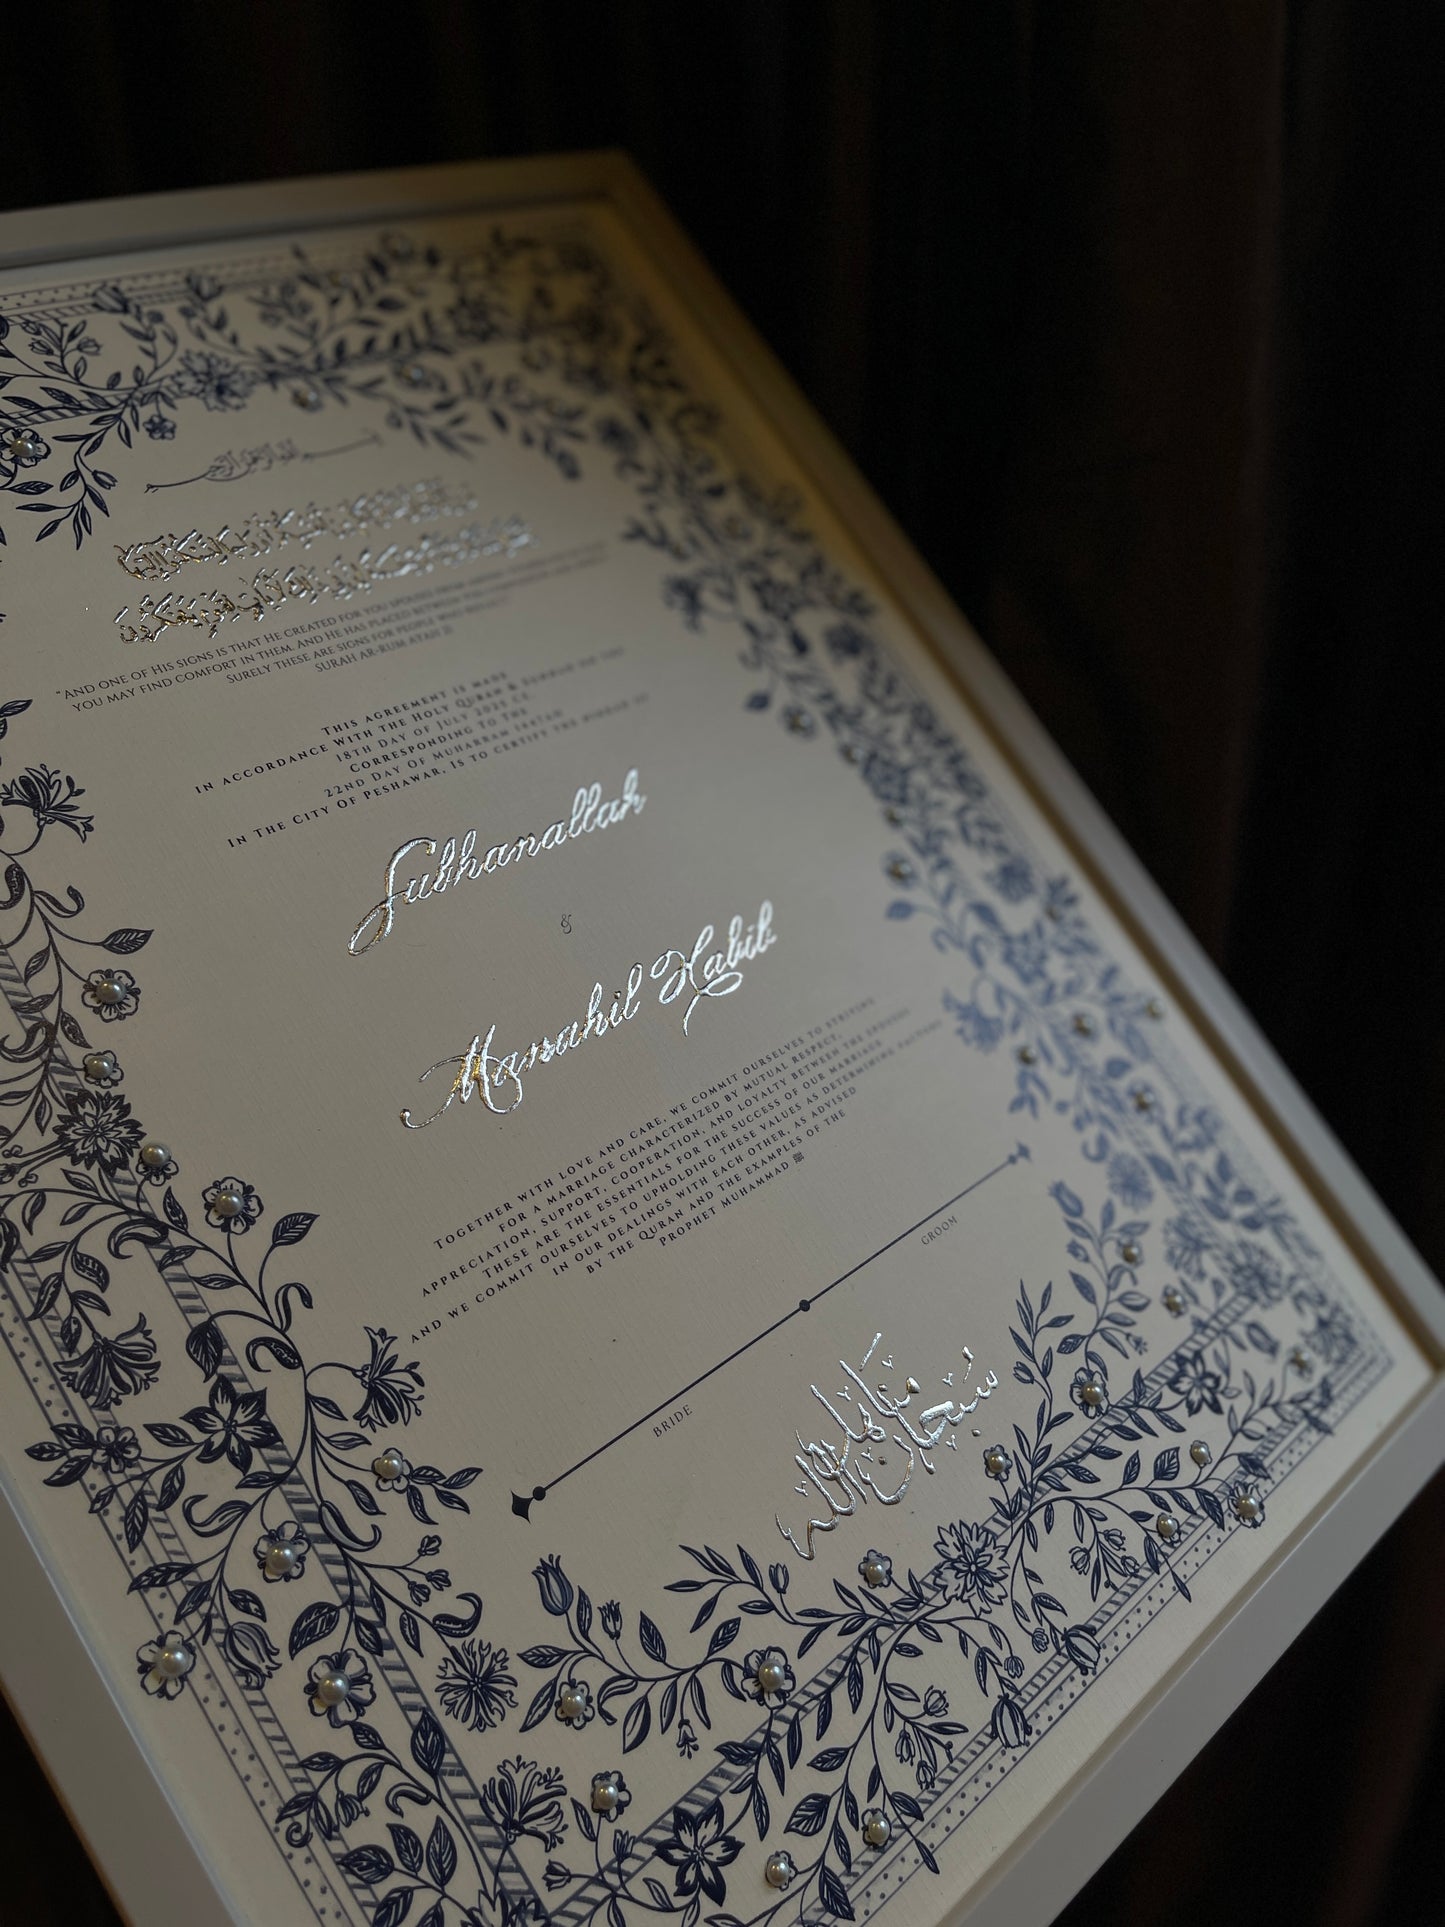 "And one of His signs is that He created for you spouses from among
you may find comfort in them. And He has placed between you
Surely these are signs for people who reflect."
Surah Ar-Rum Ayah 21
This agreement is made
in accordance with the Holy Quran & Sunnah on the
18th Day of July 2025 C.E.
Corresponding to the
22nd Day Of Muharram 1447AH
In The City Of Peshawar, is to certify the
Subhanallah
&
Manahil Habib
Together with love and care, we commit ourselves to striving
for a marriage characterized by mutual respect,
appreciation, support, cooperation, and loyalty between the spouses
These are the essentials for the success of our marriage
and we commit ourselves to upholding these values as determining factors
in our dealings with each other, as advised
by the Quran and the examples of the
Prophet Muhammad ﷺ
BRIDE
GROOM
سبحان الله
مناهل